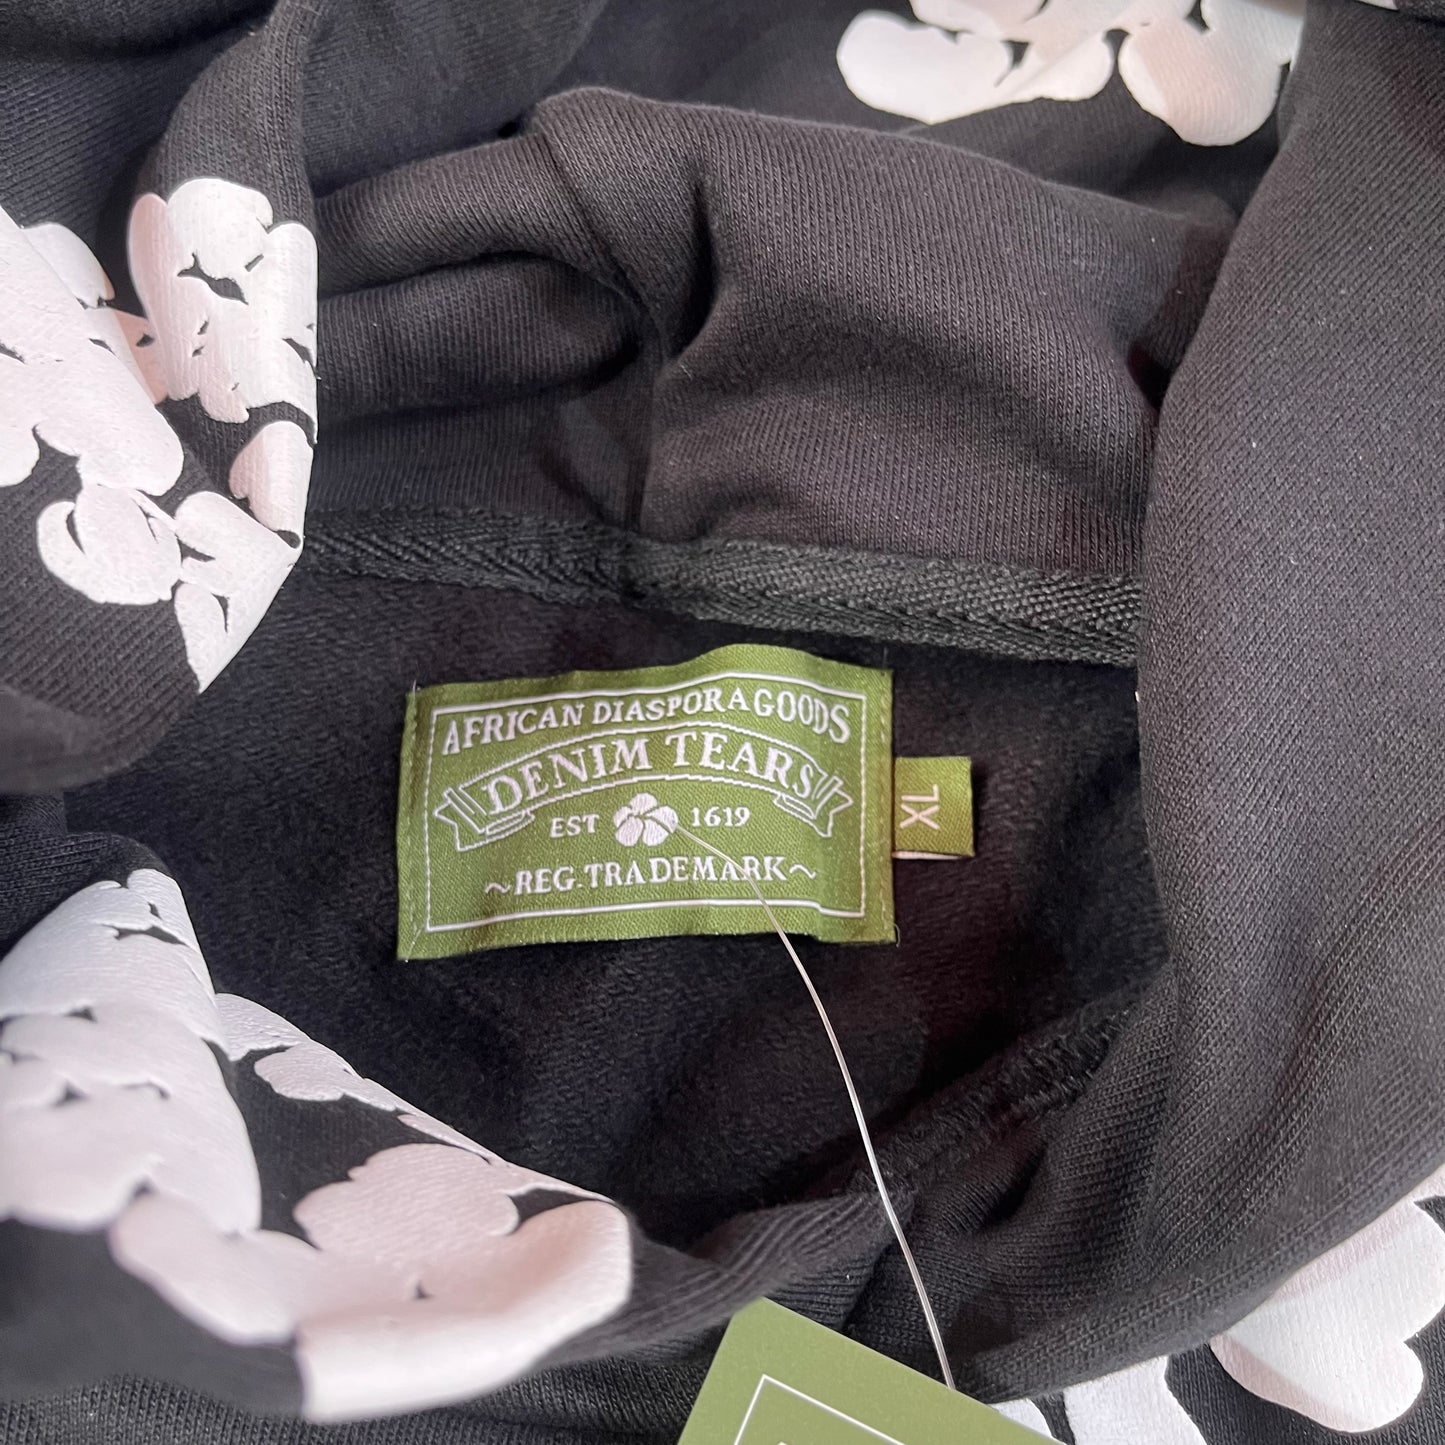 AFRICAN DIASPORA GOODS
DENIM TEARS
EST 1619
~REG. TRADEMARK~
XL